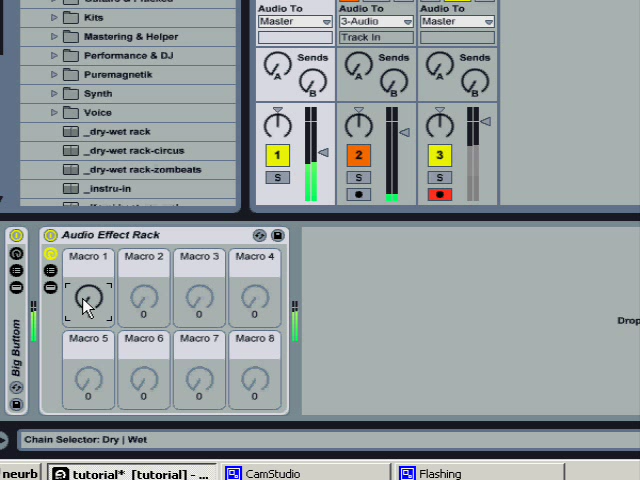 Kits
Mastering & Helper
Performance & DJ
Puremagnetik
Synth
Voice
_dry-wet rack
_dry-wet rack-circus
_dry-wet rack-zombeats
_instru-in
Audio To
Audio To
Audio To
Master
3-Audio
Master
Track In
Sends
Sends
Sends
A
B
A
B
A
B
1
2
3
S
S
S
Big Buttom
Audio Effect Rack
Macro 1
Macro 2
Macro 3
Macro 4
0
0
0
Macro 5
Macro 6
Macro 7
Macro 8
0
0
0
0
Drop
Chain Selector: Dry | Wet
neurb
tutorial* [tutorial] - ...
CamStudio
Flashing